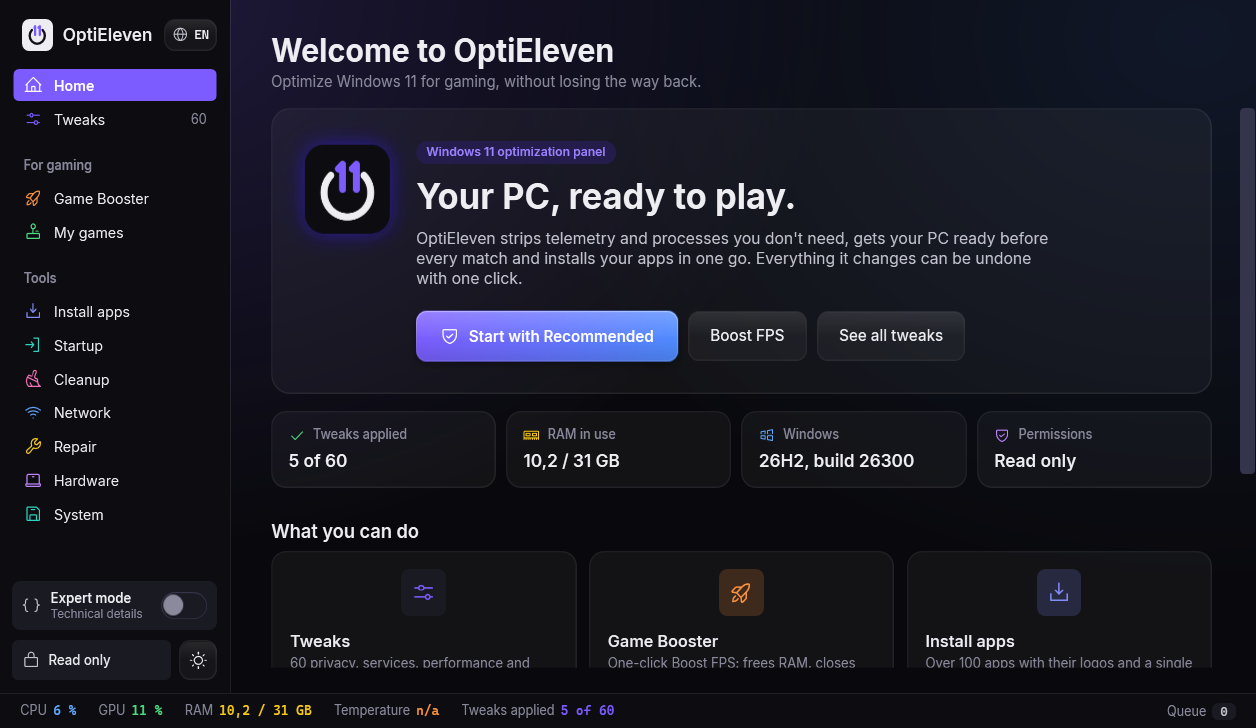 OptiEleven
EN
Home
Tweaks 60
For gaming
Game Booster
My games
Tools
Install apps
Startup
Cleanup
Network
Repair
Hardware
System
Expert mode
Technical details
Read only
Welcome to OptiEleven
Optimize Windows 11 for gaming, without losing the way back.
11
Windows 11 optimization panel
Your PC, ready to play.
OptiEleven strips telemetry and processes you don't need, gets your PC ready before
every match and installs your apps in one go. Everything it changes can be undone
with one click.
Start with Recommended
Boost FPS
See all tweaks
Tweaks applied
5 of 60
RAM in use
10,2 / 31 GB
Windows
26H2, build 26300
Permissions
Read only
What you can do
Tweaks
60 privacy, services, performance and
Game Booster
One-click Boost FPS: frees RAM, closes
Install apps
Over 100 apps with their logos and a single
CPU 6 % GPU 11 % RAM 10,2 / 31 GB Temperature n/a Tweaks applied 5 of 60 Queue 0